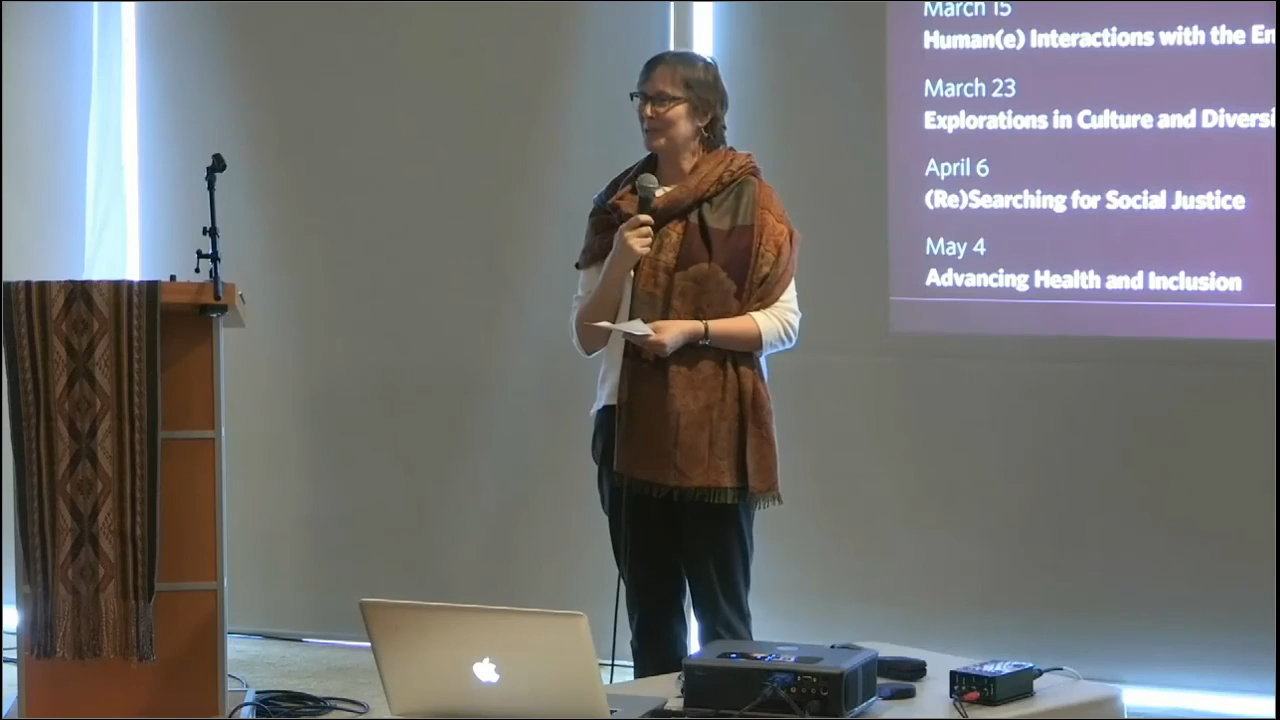 March 15
Human(e) Interactions with the
March 23
Explorations in Culture and
April 6
(Re)Searching for Social Justice
May 4
Advancing Health and Inclusion